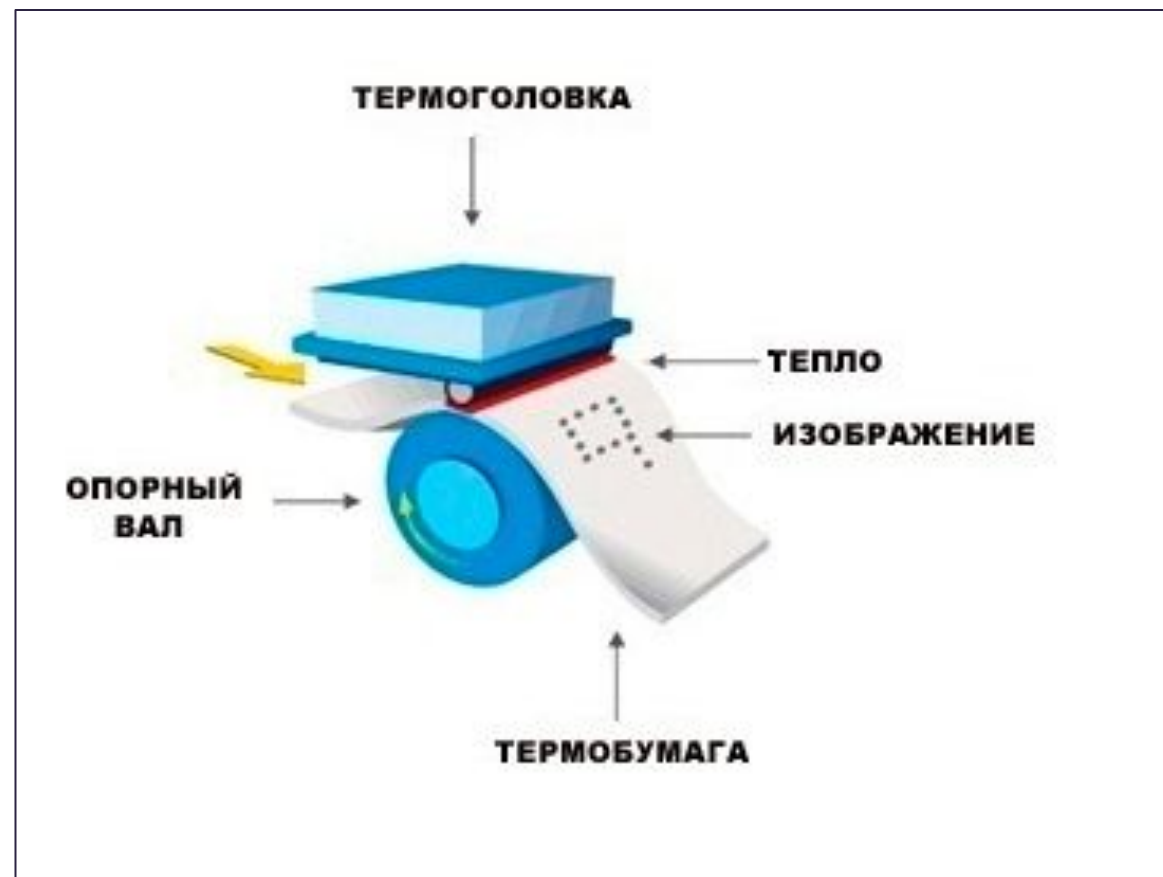 ТЕРМОГОЛОВКА
ТЕПЛО
ИЗОБРАЖЕНИЕ
ОПОРНЫЙ
ВАЛ
ТЕРМОБУМАГА